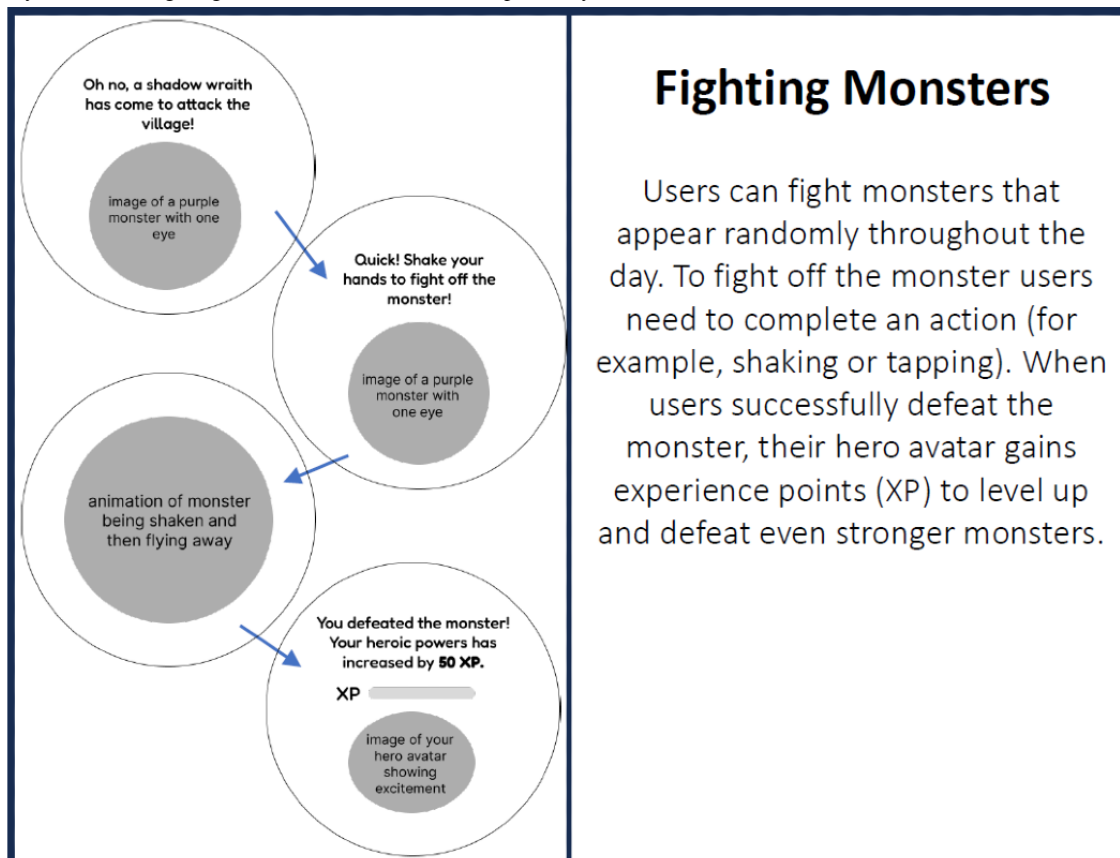 Oh no, a shadow wraith
has come to attack the
village!
image of a purple
monster with one
eye
Quick! Shake your
hands to fight off the
monster!
image of a purple
monster with
one eye
animation of monster
being shaken and
then flying away
You defeated the monster!
Your heroic powers has
increased by 50 XP.
XP
image of your
hero avatar
showing
excitement
Fighting Monsters
Users can fight monsters that
appear randomly throughout the
day. To fight off the monster users
need to complete an action (for
example, shaking or tapping). When
users successfully defeat the
monster, their hero avatar gains
experience points (XP) to level up
and defeat even stronger monsters.